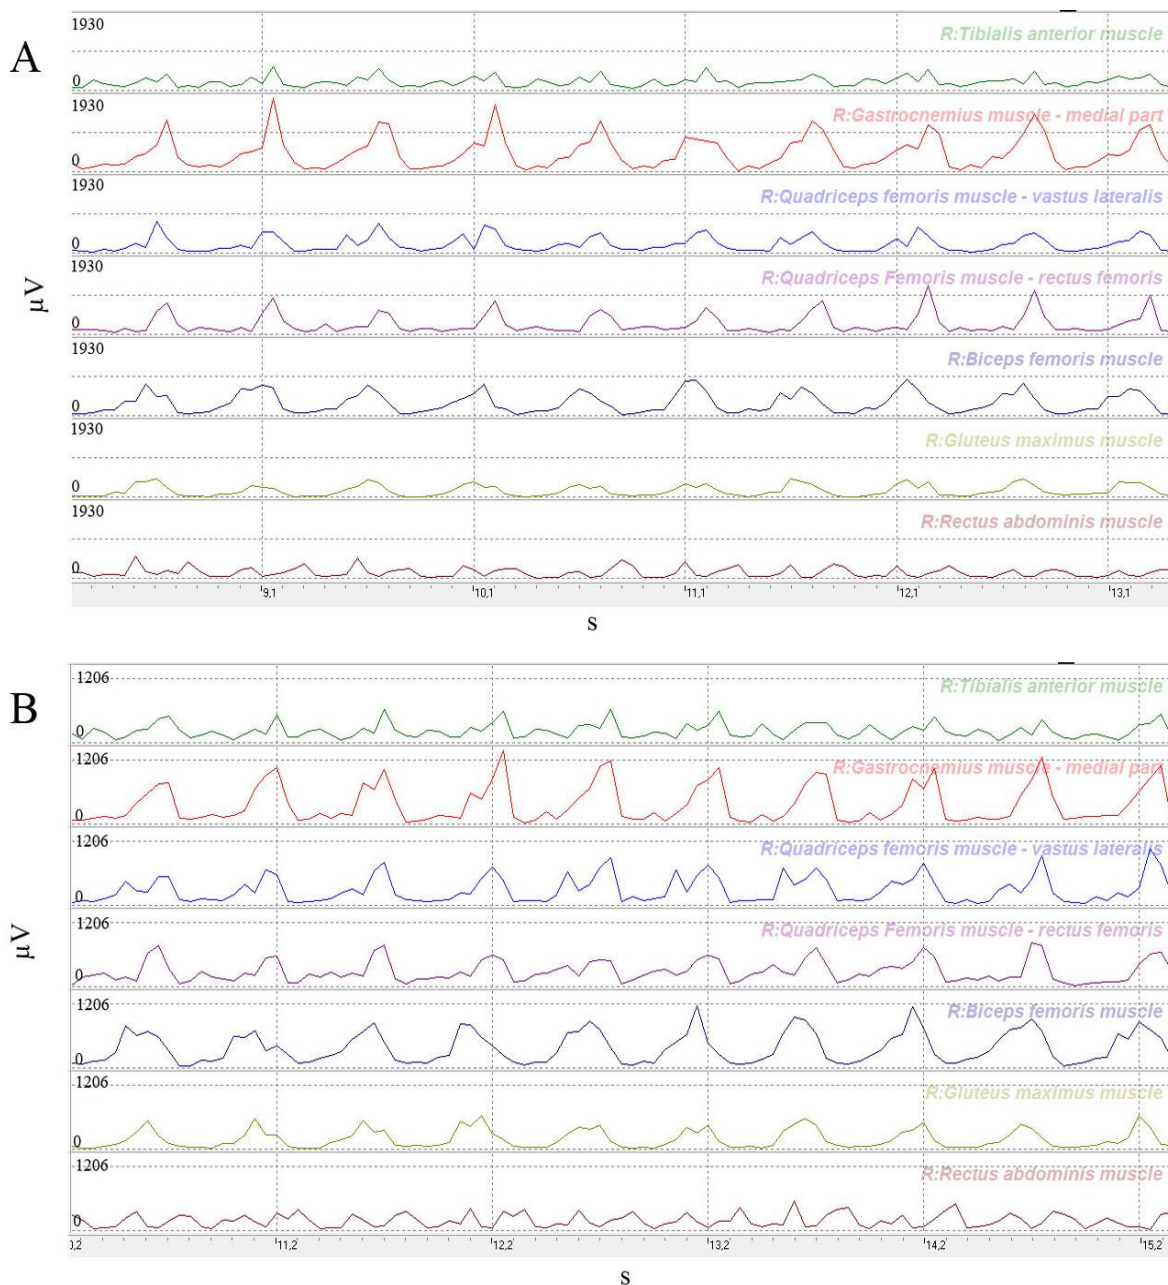 A
1930
R:Tibialis anterior muscle
0
1930
R:Gastrocnemius muscle - medial part
0
1930
R:Quadriceps femoris muscle - vastus lateralis
0
1930
R:Quadriceps Femoris muscle - rectus femoris
0
1930
R:Biceps femoris muscle
0
1930
R:Gluteus maximus muscle
0
1930
R:Rectus abdominis muscle
0
µV
9,1 10,1 11,1 12,1 13,1
s
B
1206
R:Tibialis anterior muscle
0
1206
R:Gastrocnemius muscle - medial part
0
1206
R:Quadriceps femoris muscle - vastus lateralis
0
1206
R:Quadriceps Femoris muscle - rectus femoris
0
1206
R:Biceps femoris muscle
0
1206
R:Gluteus maximus muscle
0
1206
R:Rectus abdominis muscle
0
µV
0,2 11,2 12,2 13,2 14,2 15,2
s